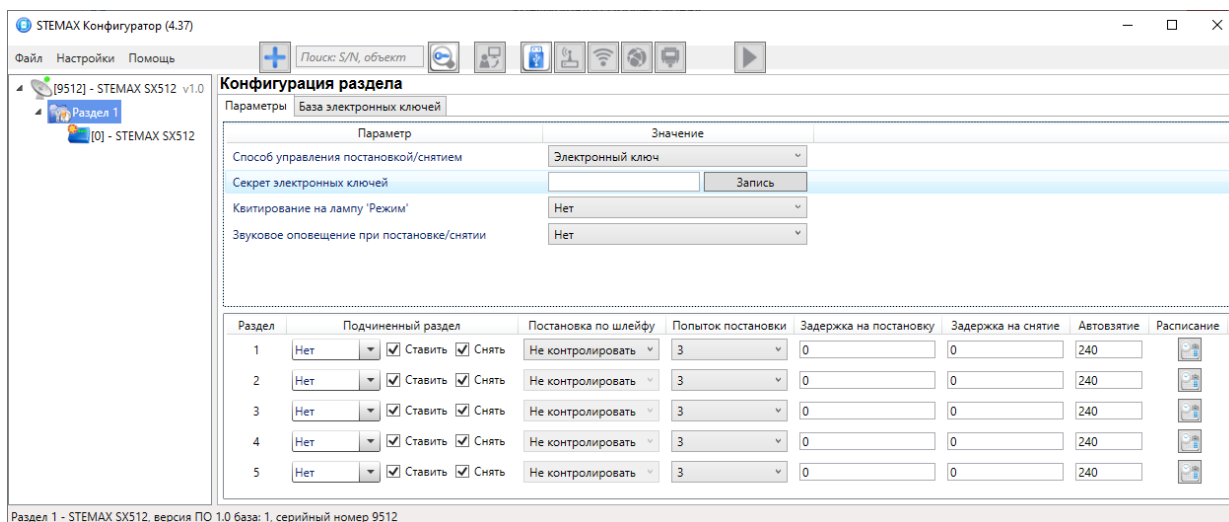 STEMAX Конфигуратор (4.37)
Файл Настройки Помощь Поиск: S/N, объект
[9512] - STEMAX SX512 v1.0
Раздел 1
[0] - STEMAX SX512
Конфигурация раздела
Параметры База электронных ключей
Параметр Значение
Способ управления постановкой/снятием Электронный ключ
Секрет электронных ключей Запись
Квитирование на лампу 'Режим' Нет
Звуковое оповещение при постановке/снятии Нет
Раздел Подчиненный раздел Постановка по шлейфу Попыток постановки Задержка на постановку Задержка на снятие Автовзятие Расписание
1 Нет Ставить Снять Не контролировать 3 0 0 240
2 Нет Ставить Снять Не контролировать 3 0 0 240
3 Нет Ставить Снять Не контролировать 3 0 0 240
4 Нет Ставить Снять Не контролировать 3 0 0 240
5 Нет Ставить Снять Не контролировать 3 0 0 240
Раздел 1 - STEMAX SX512, версия ПО 1.0 база: 1, серийный номер 9512